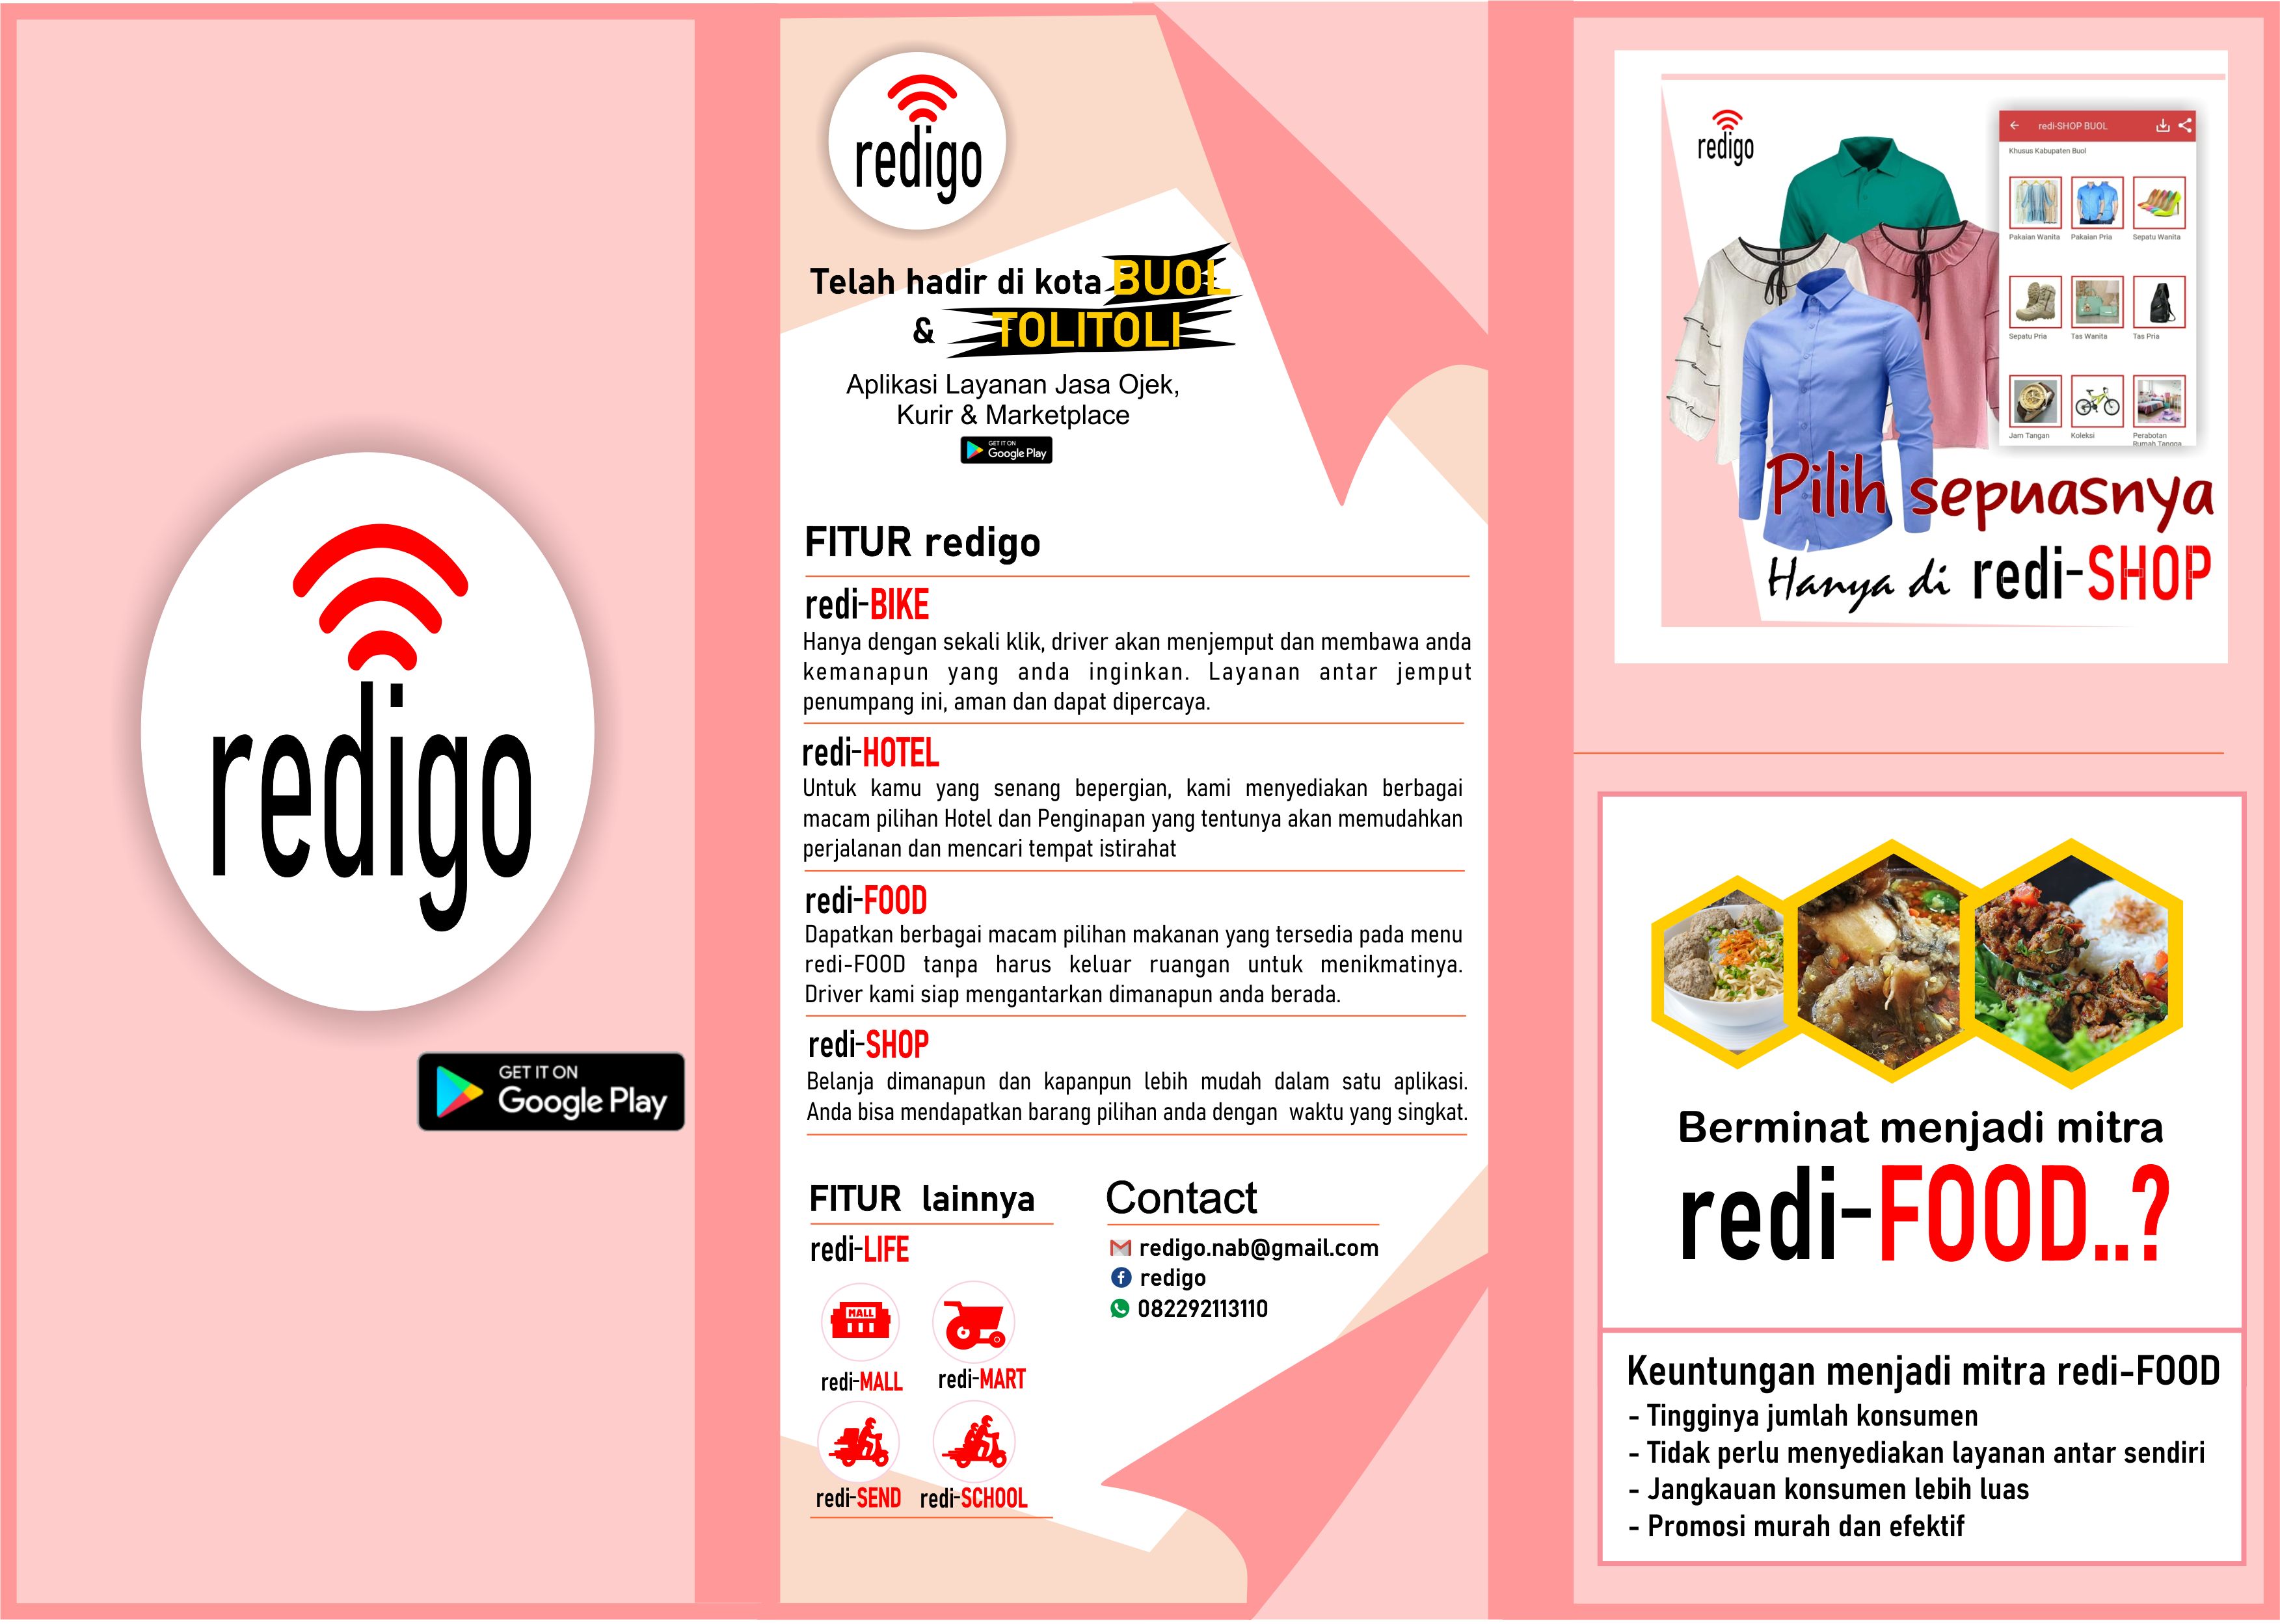 redigo
GET IT ON
Google Play
redigo
Telah hadir di kota BUOL
& TOLITOLI
Aplikasi Layanan Jasa Ojek,
Kurir & Marketplace
GET IT ON
Google Play
FITUR redigo
redi-BIKE
Hanya dengan sekali klik, driver akan menjemput dan membawa anda
kemanapun yang anda inginkan. Layanan antar jemput
penumpang ini, aman dan dapat dipercaya.
redi-HOTEL
Untuk kamu yang senang bepergian, kami menyediakan berbagai
macam pilihan Hotel dan Penginapan yang tentunya akan memudahkan
perjalanan dan mencari tempat istirahat
redi-FOOD
Dapatkan berbagai macam pilihan makanan yang tersedia pada menu
redi-FOOD tanpa harus keluar ruangan untuk menikmatinya.
Driver kami siap mengantarkan dimanapun anda berada.
redi-SHOP
Belanja dimanapun dan kapanpun lebih mudah dalam satu aplikasi.
Anda bisa mendapatkan barang pilihan anda dengan waktu yang singkat.
FITUR lainnya
redi-LIFE
MALL
redi-MALL redi-MART
redi-SEND redi-SCHOOL
Contact
redigo.nab@gmail.com
redigo
082292113110
redigo
redi-SHOP BUOL
Khusus Kabupaten Buol
Pakaian Wanita Pakaian Pria Sepatu Wanita
Sepatu Pria Tas Wanita Tas Pria
Jam Tangan Koleksi Perabotan
Rumah Tangga
Pilih sepuasnya
Hanya di redi-SHOP
Berminat menjadi mitra
redi-FOOD..?
Keuntungan menjadi mitra redi-FOOD
- Tingginya jumlah konsumen
- Tidak perlu menyediakan layanan antar sendiri
- Jangkauan konsumen lebih luas
- Promosi murah dan efektif